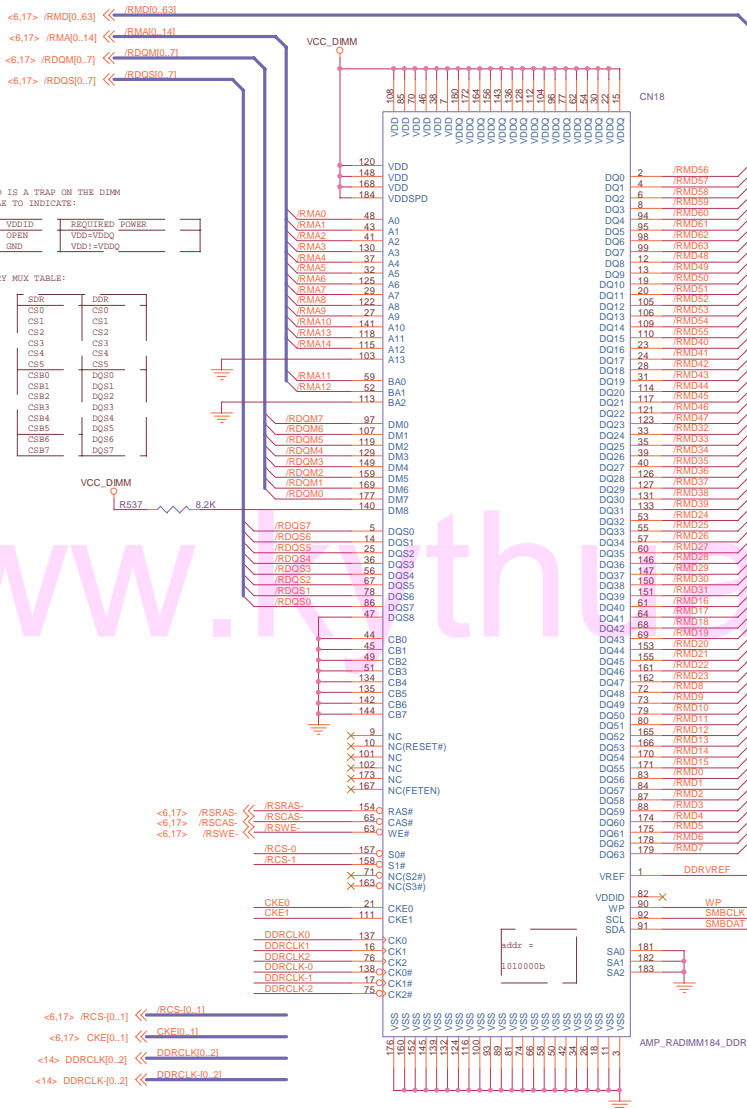 <6,17> /RMD[0..63] /RMD[0..63]
<6,17> /RMA[0..14] /RMA[0..14]
<6,17> /RDQM[0..7] /RDQM[0..7]
<6,17> /RDQS[0..7] /RDQS[0..7]
VCC_DIMM
CN18
108 85 70 46 38 7 180 172 164 156 143 136 128 112 104 96 77 62 54 30 22 15
VDD VDD VDD VDD VDD VDD VDDQ VDDQ VDDQ VDDQ VDDQ VDDQ VDDQ VDDQ VDDQ VDDQ VDDQ VDDQ VDDQ VDDQ VDDQ VDDQ
IS A TRAP ON THE DIMM
TO INDICATE:
VDDID REQUIRED POWER
OPEN VDD=VDDQ
GND VDD!=VDDQ
MUX TABLE:
SDR DDR
CS0 CS0
CS1 CS1
CS2 CS2
CS3 CS3
CS4 CS4
CS5 CS5
CSB0 DQS0
CSB1 DQS1
CSB2 DQS2
CSB3 DQS3
CSB4 DQS4
CSB5 DQS5
CSB6 DQS6
CSB7 DQS7
120 VDD
148 VDD
168 VDD
184 VDDSPD
/RMA0 48 A0
/RMA1 43 A1
/RMA2 41 A2
/RMA3 130 A3
/RMA4 37 A4
/RMA5 32 A5
/RMA6 125 A6
/RMA7 29 A7
/RMA8 122 A8
/RMA9 27 A9
/RMA10 141 A10
/RMA13 118 A11
/RMA14 115 A12
103 A13
/RMA11 59 BA0
/RMA12 52 BA1
113 BA2
/RDQM7 97 DM0
/RDQM6 107 DM1
/RDQM5 119 DM2
/RDQM4 129 DM3
/RDQM3 149 DM4
/RDQM2 159 DM5
/RDQM1 169 DM6
/RDQM0 177 DM7
140 DM8
VCC_DIMM
R537 8.2K
/RDQS7 5 DQS0
/RDQS6 14 DQS1
/RDQS5 25 DQS2
/RDQS4 36 DQS3
/RDQS3 56 DQS4
/RDQS2 67 DQS5
/RDQS1 78 DQS6
/RDQS0 86 DQS7
47 DQS8
44 CB0
45 CB1
49 CB2
51 CB3
134 CB4
135 CB5
142 CB6
144 CB7
9 NC
10 NC(RESET#)
101 NC
102 NC
173 NC
167 NC(FETEN)
<6,17> /RSRAS- /RSRAS- 154 RAS#
<6,17> /RSCAS- /RSCAS- 65 CAS#
<6,17> /RSWE- /RSWE- 63 WE#
/RCS-0 157 S0#
/RCS-1 158 S1#
71 NC(S2#)
163 NC(S3#)
CKE0 21 CKE0
CKE1 111 CKE1
DDRCLK0 137 CK0
DDRCLK1 16 CK1
DDRCLK2 76 CK2
DDRCLK-0 138 CK0#
DDRCLK-1 17 CK1#
DDRCLK-2 75 CK2#
DQ0 2 /RMD56
DQ1 4 /RMD57
DQ2 6 /RMD58
DQ3 8 /RMD59
DQ4 94 /RMD60
DQ5 95 /RMD61
DQ6 98 /RMD62
DQ7 99 /RMD63
DQ8 12 /RMD48
DQ9 13 /RMD49
DQ10 19 /RMD50
DQ11 20 /RMD51
DQ12 105 /RMD52
DQ13 106 /RMD53
DQ14 109 /RMD54
DQ15 110 /RMD55
DQ16 23 /RMD40
DQ17 24 /RMD41
DQ18 28 /RMD42
DQ19 31 /RMD43
DQ20 114 /RMD44
DQ21 117 /RMD45
DQ22 121 /RMD46
DQ23 123 /RMD47
DQ24 33 /RMD32
DQ25 35 /RMD33
DQ26 39 /RMD34
DQ27 40 /RMD35
DQ28 126 /RMD36
DQ29 127 /RMD37
DQ30 131 /RMD38
DQ31 133 /RMD39
DQ32 53 /RMD24
DQ33 55 /RMD25
DQ34 57 /RMD26
DQ35 60 /RMD27
DQ36 146 /RMD28
DQ37 147 /RMD29
DQ38 150 /RMD30
DQ39 151 /RMD31
DQ40 61 /RMD16
DQ41 64 /RMD17
DQ42 68 /RMD18
DQ43 69 /RMD19
DQ44 153 /RMD20
DQ45 155 /RMD21
DQ46 161 /RMD22
DQ47 162 /RMD23
DQ48 72 /RMD8
DQ49 73 /RMD9
DQ50 79 /RMD10
DQ51 80 /RMD11
DQ52 165 /RMD12
DQ53 166 /RMD13
DQ54 170 /RMD14
DQ55 171 /RMD15
DQ56 83 /RMD0
DQ57 84 /RMD1
DQ58 87 /RMD2
DQ59 88 /RMD3
DQ60 174 /RMD4
DQ61 175 /RMD5
DQ62 178 /RMD6
DQ63 179 /RMD7
VREF 1 DDRVREF
VDDID 82
WP 90 WP
SCL 92 SMBCLK
SDA 91 SMBDAT
SA0 181
SA1 182
SA2 183
addr =
1010000b
VSS VSS VSS VSS VSS VSS VSS VSS VSS VSS VSS VSS VSS VSS VSS VSS VSS VSS VSS VSS VSS VSS
176 160 152 145 139 132 124 116 100 93 89 81 74 66 58 50 42 34 26 18 11 3
AMP_RADIMM184_DDR
<6,17> /RCS-[0..1] /RCS-[0..1]
<6,17> CKE[0..1] CKE[0..1]
<14> DDRCLK[0..2] DDRCLK[0..2]
<14> DDRCLK-[0..2] DDRCLK-[0..2]
ww.kythua